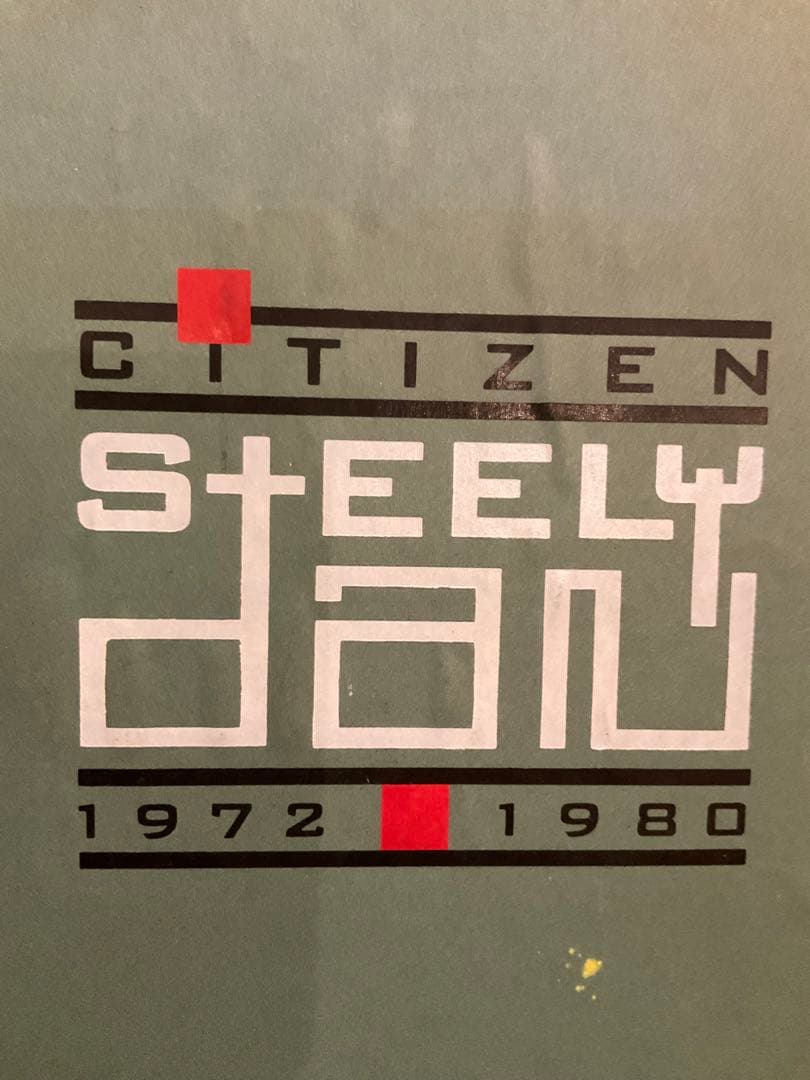 CiTIZEN
StEELY
dan
1972 1980